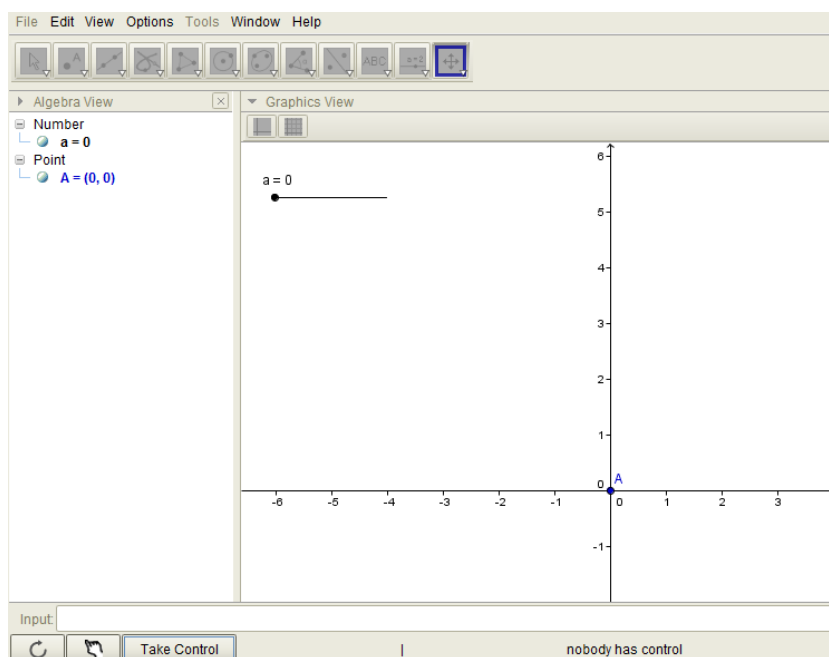 File Edit View Options Tools Window Help
A
ABC
a=2
Algebra View
Graphics View
Number
a = 0
Point
A = (0, 0)
a = 0
6
5
4
3
2
1
0
A
-6 -5 -4 -3 -2 -1 0 1 2 3
-1
Input:
Take Control
nobody has control